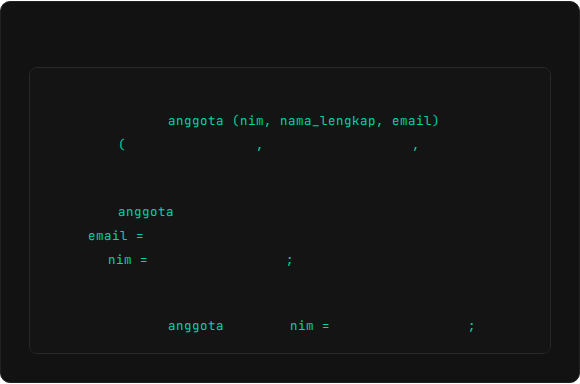 anggota (nim, nama_lengkap, email)
( , ,
anggota
email =
nim = ;
anggota nim = ;